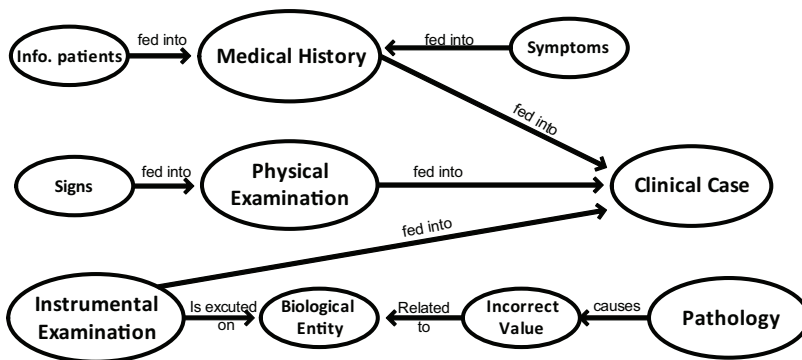 Info. patients
fed into
Medical History
fed into
Symptoms
fed into
Signs
fed into
Physical
Examination
fed into
Clinical Case
fed into
Instrumental
Examination
Is excuted
on
Biological
Entity
Related
to
Incorrect
Value
causes
Pathology